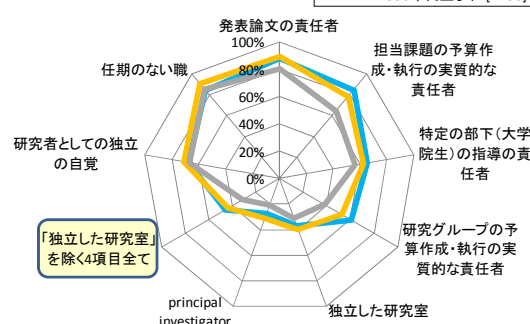 発表論文の責任者
100%
80%
60%
40%
20%
0%
担当課題の予算作
成・執行の実質的な
責任者
特定の部下(大学
院生)の指導の責
任者
研究グループの予
算作成・執行の実
質的な責任者
独立した研究室
principal
investigator
「独立した研究室」
を除く4項目全て
研究者としての独立
の自覚
任期のない職